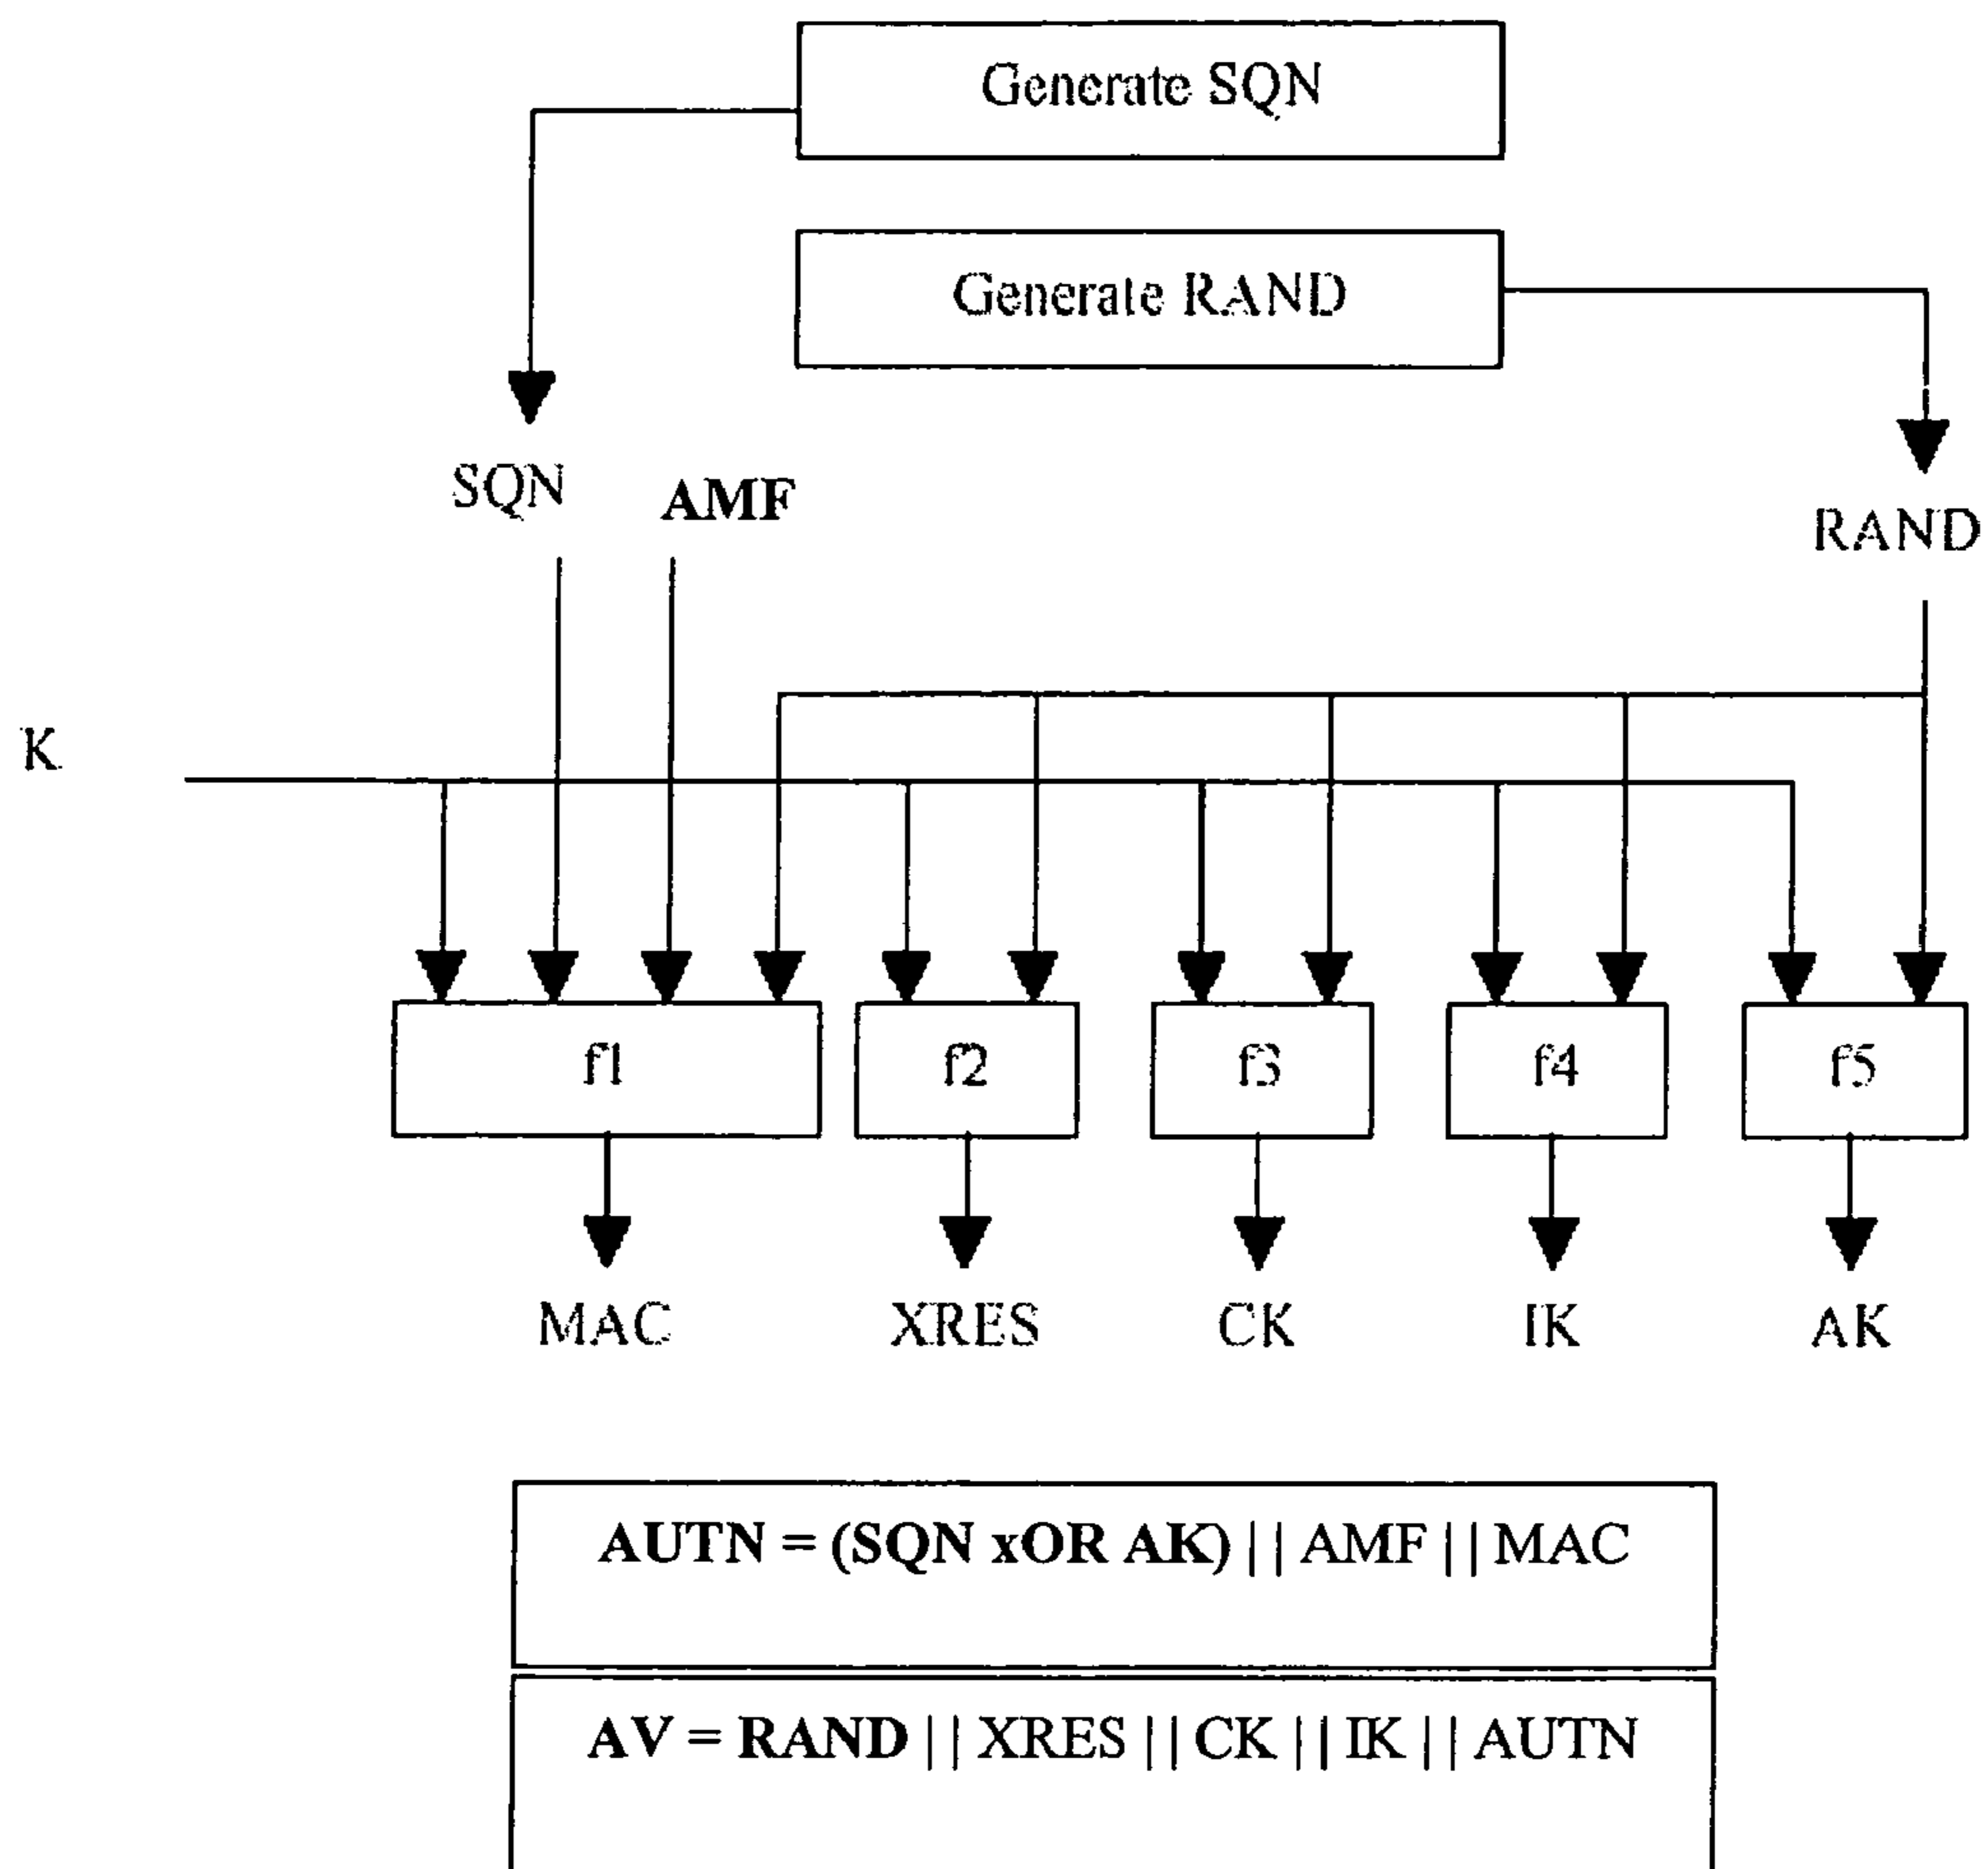 Generate SQN
Generate RAND
SQN
AMF
RAND
K
f1
f2
f3
f4
f5
MAC
XRES
CK
IK
AK
AUTN = (SQN xOR AK) || AMF || MAC
AV = RAND || XRES || CK || IK || AUTN